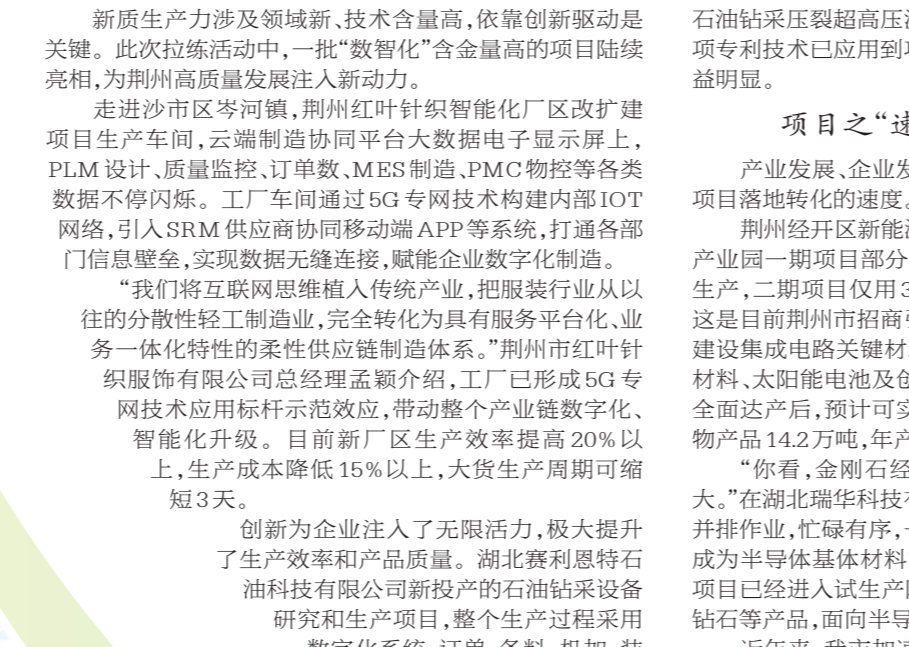 新质生产力涉及领域新、技术含量高,依靠创新驱动是
关键。此次拉练活动中,一批“数智化”含金量高的项目陆续
亮相,为荆州高质量发展注入新动力。
走进沙市区岑河镇,荆州红叶针织智能化厂区改扩建
项目生产车间,云端制造协同平台大数据电子显示屏上,
PLM设计、质量监控、订单数、MES制造、PMC物控等各类
数据不停闪烁。工厂车间通过5G专网技术构建内部IOT
网络,引入SRM供应商协同移动端APP等系统,打通各部
门信息壁垒,实现数据无缝连接,赋能企业数字化制造。
“我们将互联网思维植入传统产业,把服装行业从以
往的分散性轻工制造业,完全转化为具有服务平台化、业
务一体化特性的柔性供应链制造体系。”荆州市红叶针
织服饰有限公司总经理孟颖介绍,工厂已形成5G专
网技术应用标杆示范效应,带动整个产业链数字化、
智能化升级。目前新厂区生产效率提高20%以
上,生产成本降低15%以上,大货生产周期可缩
短3天。
创新为企业注入了无限活力,极大提升
了生产效率和产品质量。湖北赛利恩特石
油科技有限公司新投产的石油钻采设备
研究和生产项目,整个生产过程采用
石油钻采压裂超高压
项专利技术已应用到
益明显。
项目之“速
产业发展、企业发
项目落地转化的速度。
荆州经开区新能
产业园一期项目部分
生产,二期项目仅用3
这是目前荆州市招商
建设集成电路关键材
材料、太阳能电池及
全面达产后,预计可实
物产品14.2万吨,年产
“你看,金刚石经
大。”在湖北瑞华科技
并排作业,忙碌有序,
成为半导体基体材料
项目已经进入试生产
钻石等产品,面向半导